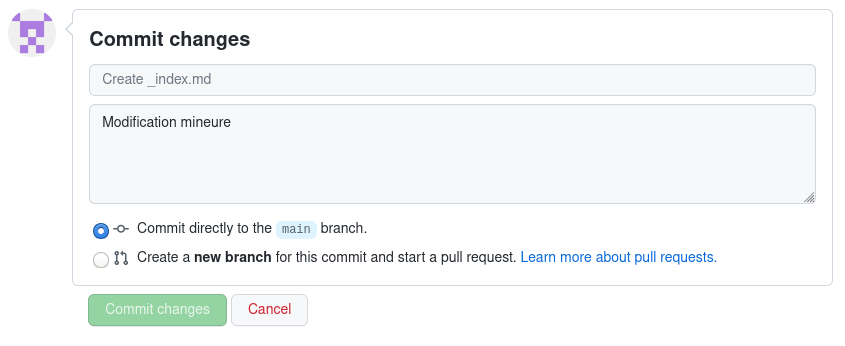 Commit changes
Create _index.md
Modification mineure
Commit directly to the main branch.
Create a new branch for this commit and start a pull request. Learn more about pull requests.
Commit changes Cancel